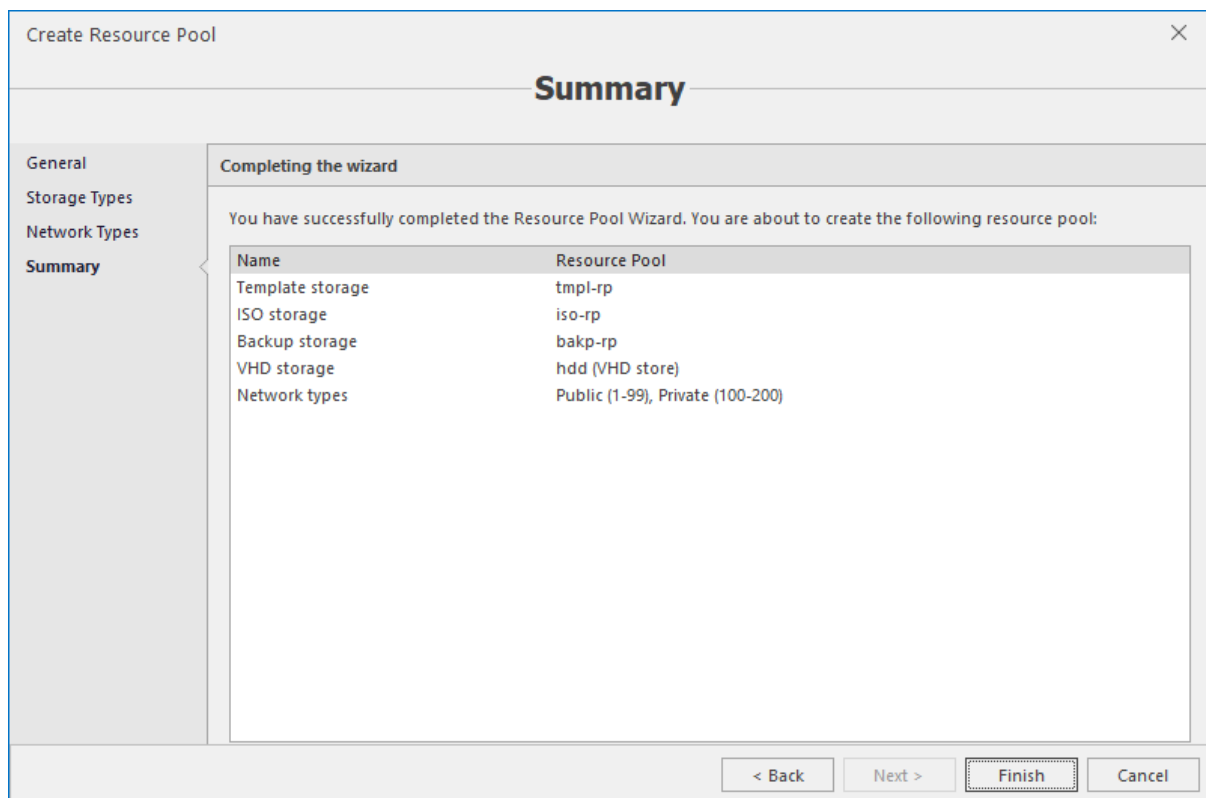 Create Resource Pool
Summary
General
Storage Types
Network Types
Summary
Completing the wizard
You have successfully completed the Resource Pool Wizard. You are about to create the following resource pool:
Name Resource Pool
Template storage tmpl-rp
ISO storage iso-rp
Backup storage bakp-rp
VHD storage hdd (VHD store)
Network types Public (1-99), Private (100-200)
< Back Next > Finish Cancel